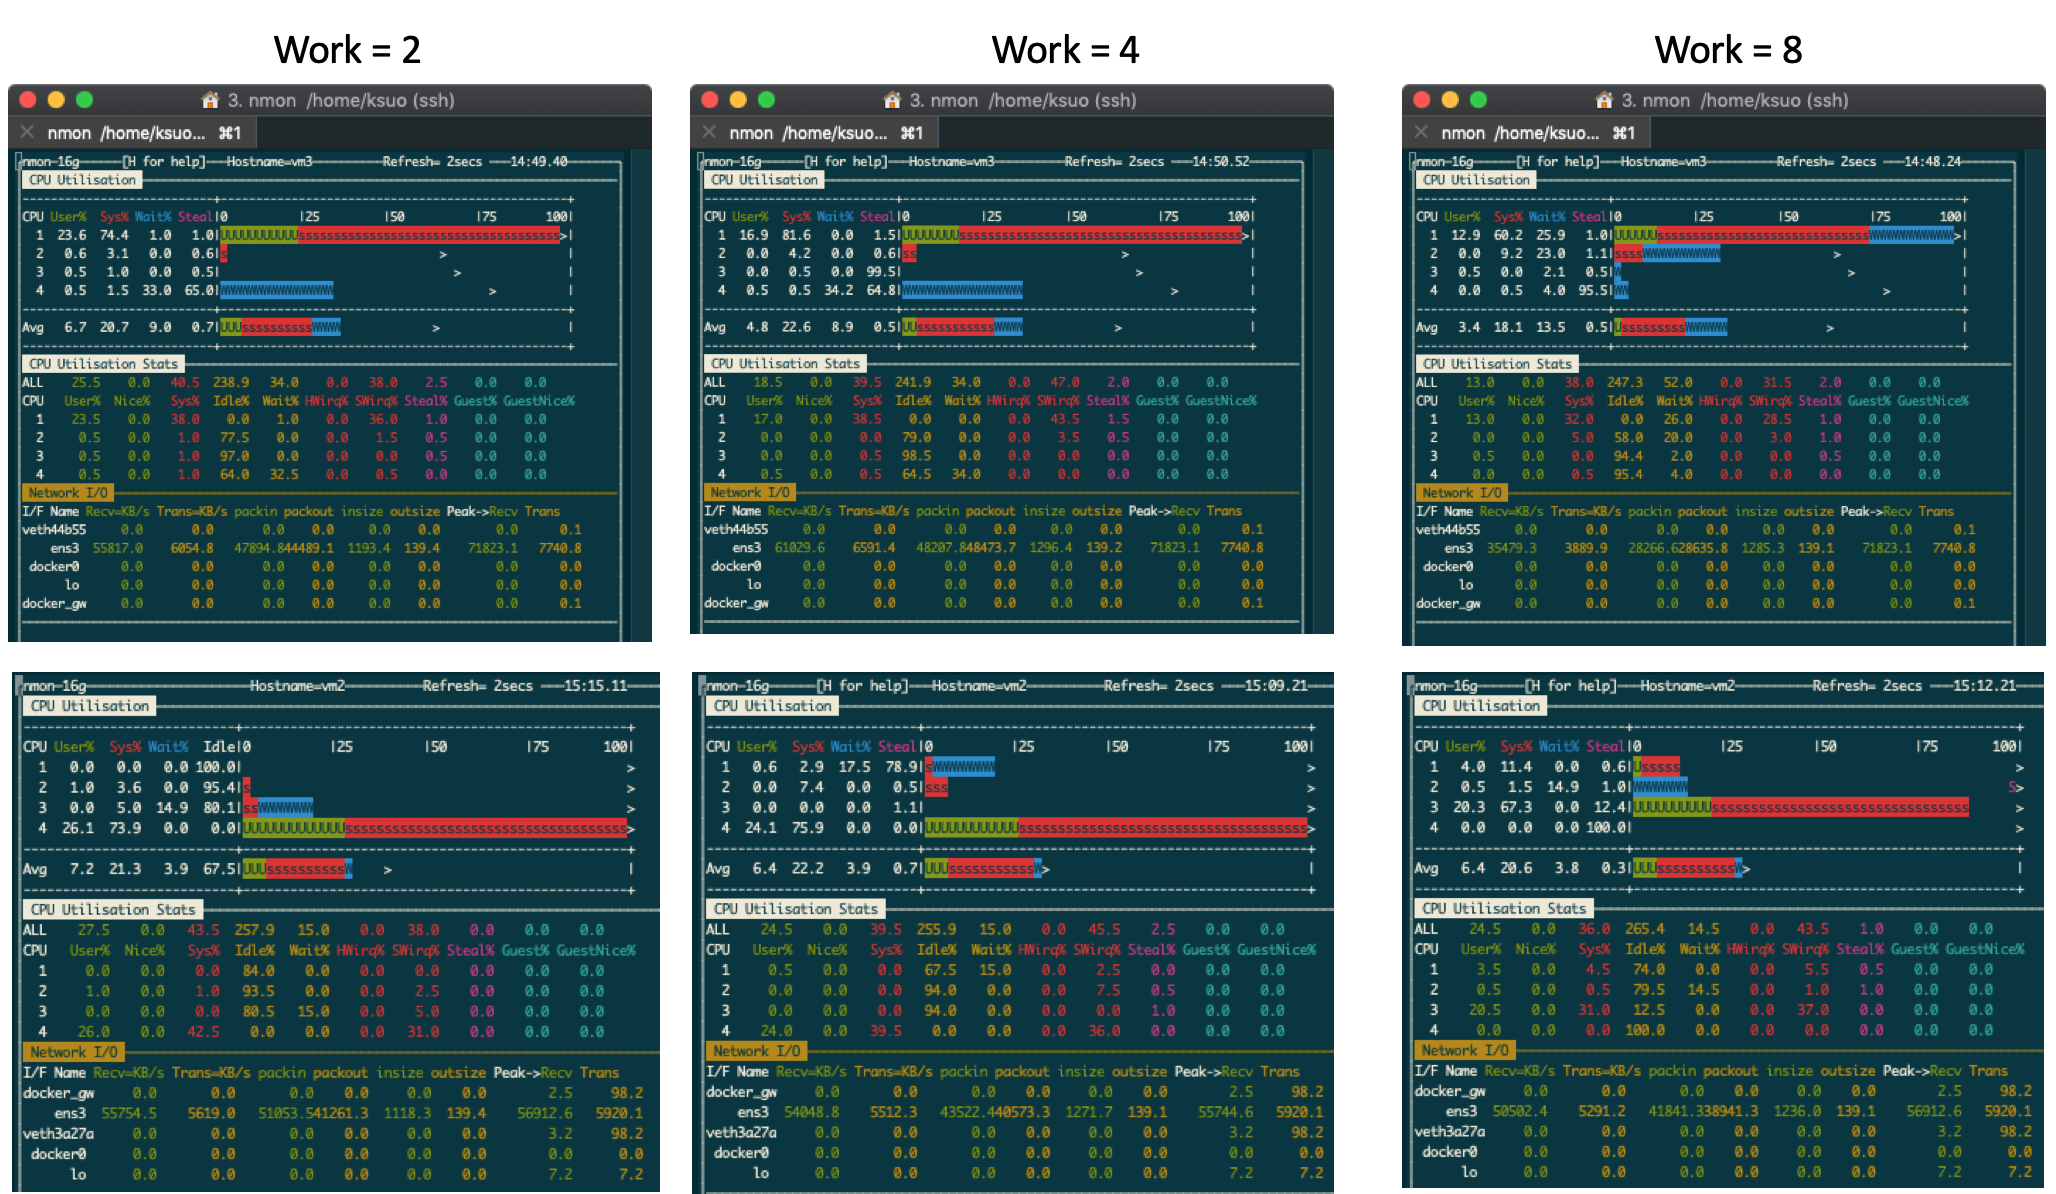 Work = 2
Work = 4
Work = 8
3. nmon /home/ksuo (ssh)
nmon /home/ksuo... ⌘1
nmon-16g [H for help] Hostname=vm3 Refresh= 2secs 14:49.40
CPU Utilisation
CPU User% Sys% Wait% Steal|0 |25 |50 |75 100|
1 23.6 74.4 1.0 1.0|UUUUUUUUUUUssssssssssssssssssssssssssssssssssss>|
2 0.6 3.1 0.0 0.6|s > |
3 0.5 1.0 0.0 0.5| > |
4 0.5 1.5 33.0 65.0|WWWWWWWWWWWWWWWW > |
Avg 6.7 20.7 9.0 0.7|UUUssssssssssWWWW > |
CPU Utilisation Stats
ALL 25.5 0.0 40.5 238.9 34.0 0.0 38.0 2.5 0.0 0.0
CPU User% Nice% Sys% Idle% Wait% HWirq% SWirq% Steal% Guest% GuestNice%
1 23.5 0.0 38.0 0.0 1.0 0.0 36.0 1.0 0.0 0.0
2 0.5 0.0 1.0 77.5 0.0 0.0 1.5 0.5 0.0 0.0
3 0.5 0.0 1.0 97.0 0.0 0.0 0.0 0.5 0.0 0.0
4 0.5 0.0 1.0 64.0 32.5 0.0 0.5 0.0 0.0 0.0
Network I/O
I/F Name Recv=KB/s Trans=KB/s packin packout insize outsize Peak->Recv Trans
veth44b55 0.0 0.0 0.0 0.0 0.0 0.0 0.0 0.1
ens3 55817.0 6054.8 47894.844489.1 1193.4 139.4 71823.1 7740.8
docker0 0.0 0.0 0.0 0.0 0.0 0.0 0.0 0.0
lo 0.0 0.0 0.0 0.0 0.0 0.0 0.0 0.0
docker_gw 0.0 0.0 0.0 0.0 0.0 0.0 0.0 0.1
3. nmon /home/ksuo (ssh)
nmon /home/ksuo... ⌘1
nmon-16g [H for help] Hostname=vm3 Refresh= 2secs 14:50.52
CPU Utilisation
CPU User% Sys% Wait% Steal|0 |25 |50 |75 100|
1 16.9 81.6 0.0 1.5|UUUUUUUUssssssssssssssssssssssssssssssssssssssss>|
2 0.0 4.2 0.0 0.6|ss > |
3 0.0 0.5 0.0 99.5| > |
4 0.5 0.5 34.2 64.8|WWWWWWWWWWWWWWWWW > |
Avg 4.8 22.6 8.9 0.5|UUsssssssssssWWWW > |
CPU Utilisation Stats
ALL 18.5 0.0 39.5 241.9 34.0 0.0 47.0 2.0 0.0 0.0
CPU User% Nice% Sys% Idle% Wait% HWirq% SWirq% Steal% Guest% GuestNice%
1 17.0 0.0 38.5 0.0 0.0 0.0 43.5 1.5 0.0 0.0
2 0.0 0.0 0.0 79.0 0.0 0.0 3.5 0.5 0.0 0.0
3 0.0 0.0 0.5 98.5 0.0 0.0 0.0 0.0 0.0 0.0
4 0.5 0.0 0.5 64.5 34.0 0.0 0.0 0.0 0.0 0.0
Network I/O
I/F Name Recv=KB/s Trans=KB/s packin packout insize outsize Peak->Recv Trans
veth44b55 0.0 0.0 0.0 0.0 0.0 0.0 0.0 0.1
ens3 61029.6 6591.4 48207.848473.7 1296.4 139.2 71823.1 7740.8
docker0 0.0 0.0 0.0 0.0 0.0 0.0 0.0 0.0
lo 0.0 0.0 0.0 0.0 0.0 0.0 0.0 0.0
docker_gw 0.0 0.0 0.0 0.0 0.0 0.0 0.0 0.1
3. nmon /home/ksuo (ssh)
nmon /home/ksuo... ⌘1
nmon-16g [H for help] Hostname=vm3 Refresh= 2secs 14:48.24
CPU Utilisation
CPU User% Sys% Wait% Steal|0 |25 |50 |75 100|
1 12.9 60.2 25.9 1.0|UUUUUUssssssssssssssssssssssssssssssWWWWWWWWWWWW>|
2 0.0 9.2 23.0 1.1|ssssWWWWWWWWWWW > |
3 0.5 0.0 2.1 0.5|W > |
4 0.0 0.5 4.0 95.5|WW > |
Avg 3.4 18.1 13.5 0.5|UsssssssssWWWWWW > |
CPU Utilisation Stats
ALL 13.0 0.0 38.0 247.3 52.0 0.0 31.5 2.0 0.0 0.0
CPU User% Nice% Sys% Idle% Wait% HWirq% SWirq% Steal% Guest% GuestNice%
1 13.0 0.0 32.0 0.0 26.0 0.0 28.5 1.0 0.0 0.0
2 0.0 0.0 5.0 58.0 20.0 0.0 3.0 1.0 0.0 0.0
3 0.5 0.0 0.0 94.4 2.0 0.0 0.0 0.5 0.0 0.0
4 0.0 0.0 0.5 95.4 4.0 0.0 0.0 0.0 0.0 0.0
Network I/O
I/F Name Recv=KB/s Trans=KB/s packin packout insize outsize Peak->Recv Trans
veth44b55 0.0 0.0 0.0 0.0 0.0 0.0 0.0 0.1
ens3 35479.3 3889.9 28266.628635.8 1285.3 139.1 71823.1 7740.8
docker0 0.0 0.0 0.0 0.0 0.0 0.0 0.0 0.0
lo 0.0 0.0 0.0 0.0 0.0 0.0 0.0 0.0
docker_gw 0.0 0.0 0.0 0.0 0.0 0.0 0.0 0.1
nmon-16g Hostname=vm2 Refresh= 2secs 15:15.11
CPU Utilisation
CPU User% Sys% Wait% Idle|0 |25 |50 |75 100|
1 0.0 0.0 0.0 100.0| >
2 1.0 3.6 0.0 95.4|s >
3 0.0 5.0 14.9 80.1|ssWWWWWWW >
4 26.1 73.9 0.0 0.0|UUUUUUUUUUUUUssssssssssssssssssssssssssssssssssss>
Avg 7.2 21.3 3.9 67.5|UUUssssssssssW > |
CPU Utilisation Stats
ALL 27.5 0.0 43.5 257.9 15.0 0.0 38.0 0.0 0.0 0.0
CPU User% Nice% Sys% Idle% Wait% HWirq% SWirq% Steal% Guest% GuestNice%
1 0.0 0.0 0.0 84.0 0.0 0.0 0.0 0.0 0.0 0.0
2 1.0 0.0 1.0 93.5 0.0 0.0 2.5 0.0 0.0 0.0
3 0.0 0.0 0.0 80.5 15.0 0.0 5.0 0.0 0.0 0.0
4 26.0 0.0 42.5 0.0 0.0 0.0 31.0 0.0 0.0 0.0
Network I/O
I/F Name Recv=KB/s Trans=KB/s packin packout insize outsize Peak->Recv Trans
docker_gw 0.0 0.0 0.0 0.0 0.0 0.0 2.5 98.2
ens3 55754.5 5619.0 51053.541261.3 1118.3 139.4 56912.6 5920.1
veth3a27a 0.0 0.0 0.0 0.0 0.0 0.0 3.2 98.2
docker0 0.0 0.0 0.0 0.0 0.0 0.0 0.0 0.0
lo 0.0 0.0 0.0 0.0 0.0 0.0 7.2 7.2
nmon-16g [H for help] Hostname=vm2 Refresh= 2secs 15:09.21
CPU Utilisation
CPU User% Sys% Wait% Steal|0 |25 |50 |75 100|
1 0.6 2.9 17.5 78.9|sWWWWWWWW >
2 0.0 7.4 0.0 0.5|sss
3 0.0 0.0 0.0 1.1|
4 24.1 75.9 0.0 0.0|UUUUUUUUUUUUsssssssssssssssssssssssssssssssssssss>
Avg 6.4 22.2 3.9 0.7|UUUsssssssssssW> |
CPU Utilisation Stats
ALL 24.5 0.0 39.5 255.9 15.0 0.0 45.5 2.5 0.0 0.0
CPU User% Nice% Sys% Idle% Wait% HWirq% SWirq% Steal% Guest% GuestNice%
1 0.5 0.0 0.0 67.5 15.0 0.0 2.5 0.0 0.0 0.0
2 0.0 0.0 0.0 94.0 0.0 0.0 7.5 0.5 0.0 0.0
3 0.0 0.0 0.0 94.0 0.0 0.0 0.0 1.0 0.0 0.0
4 24.0 0.0 39.5 0.0 0.0 0.0 36.0 0.0 0.0 0.0
Network I/O
I/F Name Recv=KB/s Trans=KB/s packin packout insize outsize Peak->Recv Trans
docker_gw 0.0 0.0 0.0 0.0 0.0 0.0 2.5 98.2
ens3 54048.8 5512.3 43522.440573.3 1271.7 139.1 55744.6 5920.1
veth3a27a 0.0 0.0 0.0 0.0 0.0 0.0 3.2 98.2
docker0 0.0 0.0 0.0 0.0 0.0 0.0 0.0 0.0
lo 0.0 0.0 0.0 0.0 0.0 0.0 7.2 7.2
nmon-16g [H for help] Hostname=vm2 Refresh= 2secs 15:12.21
CPU Utilisation
CPU User% Sys% Wait% Steal|0 |25 |50 |75 100|
1 4.0 11.4 0.0 0.6|Usssss >
2 0.5 1.5 14.9 1.0|WWWWWWW S>
3 20.3 67.3 0.0 12.4|UUUUUUUUUUsssssssssssssssssssssssssssssssss >
4 0.0 0.0 0.0 100.0| >
Avg 6.4 20.6 3.8 0.3|UUUssssssssssW> |
CPU Utilisation Stats
ALL 24.5 0.0 36.0 265.4 14.5 0.0 43.5 1.0 0.0 0.0
CPU User% Nice% Sys% Idle% Wait% HWirq% SWirq% Steal% Guest% GuestNice%
1 3.5 0.0 4.5 74.0 0.0 0.0 5.5 0.5 0.0 0.0
2 0.5 0.0 0.5 79.5 14.5 0.0 1.0 1.0 0.0 0.0
3 20.5 0.0 31.0 12.5 0.0 0.0 37.0 0.0 0.0 0.0
4 0.0 0.0 0.0 100.0 0.0 0.0 0.0 0.0 0.0 0.0
Network I/O
I/F Name Recv=KB/s Trans=KB/s packin packout insize outsize Peak->Recv Trans
docker_gw 0.0 0.0 0.0 0.0 0.0 0.0 2.5 98.2
ens3 50502.4 5291.2 41841.338941.3 1236.0 139.1 56912.6 5920.1
veth3a27a 0.0 0.0 0.0 0.0 0.0 0.0 3.2 98.2
docker0 0.0 0.0 0.0 0.0 0.0 0.0 0.0 0.0
lo 0.0 0.0 0.0 0.0 0.0 0.0 7.2 7.2